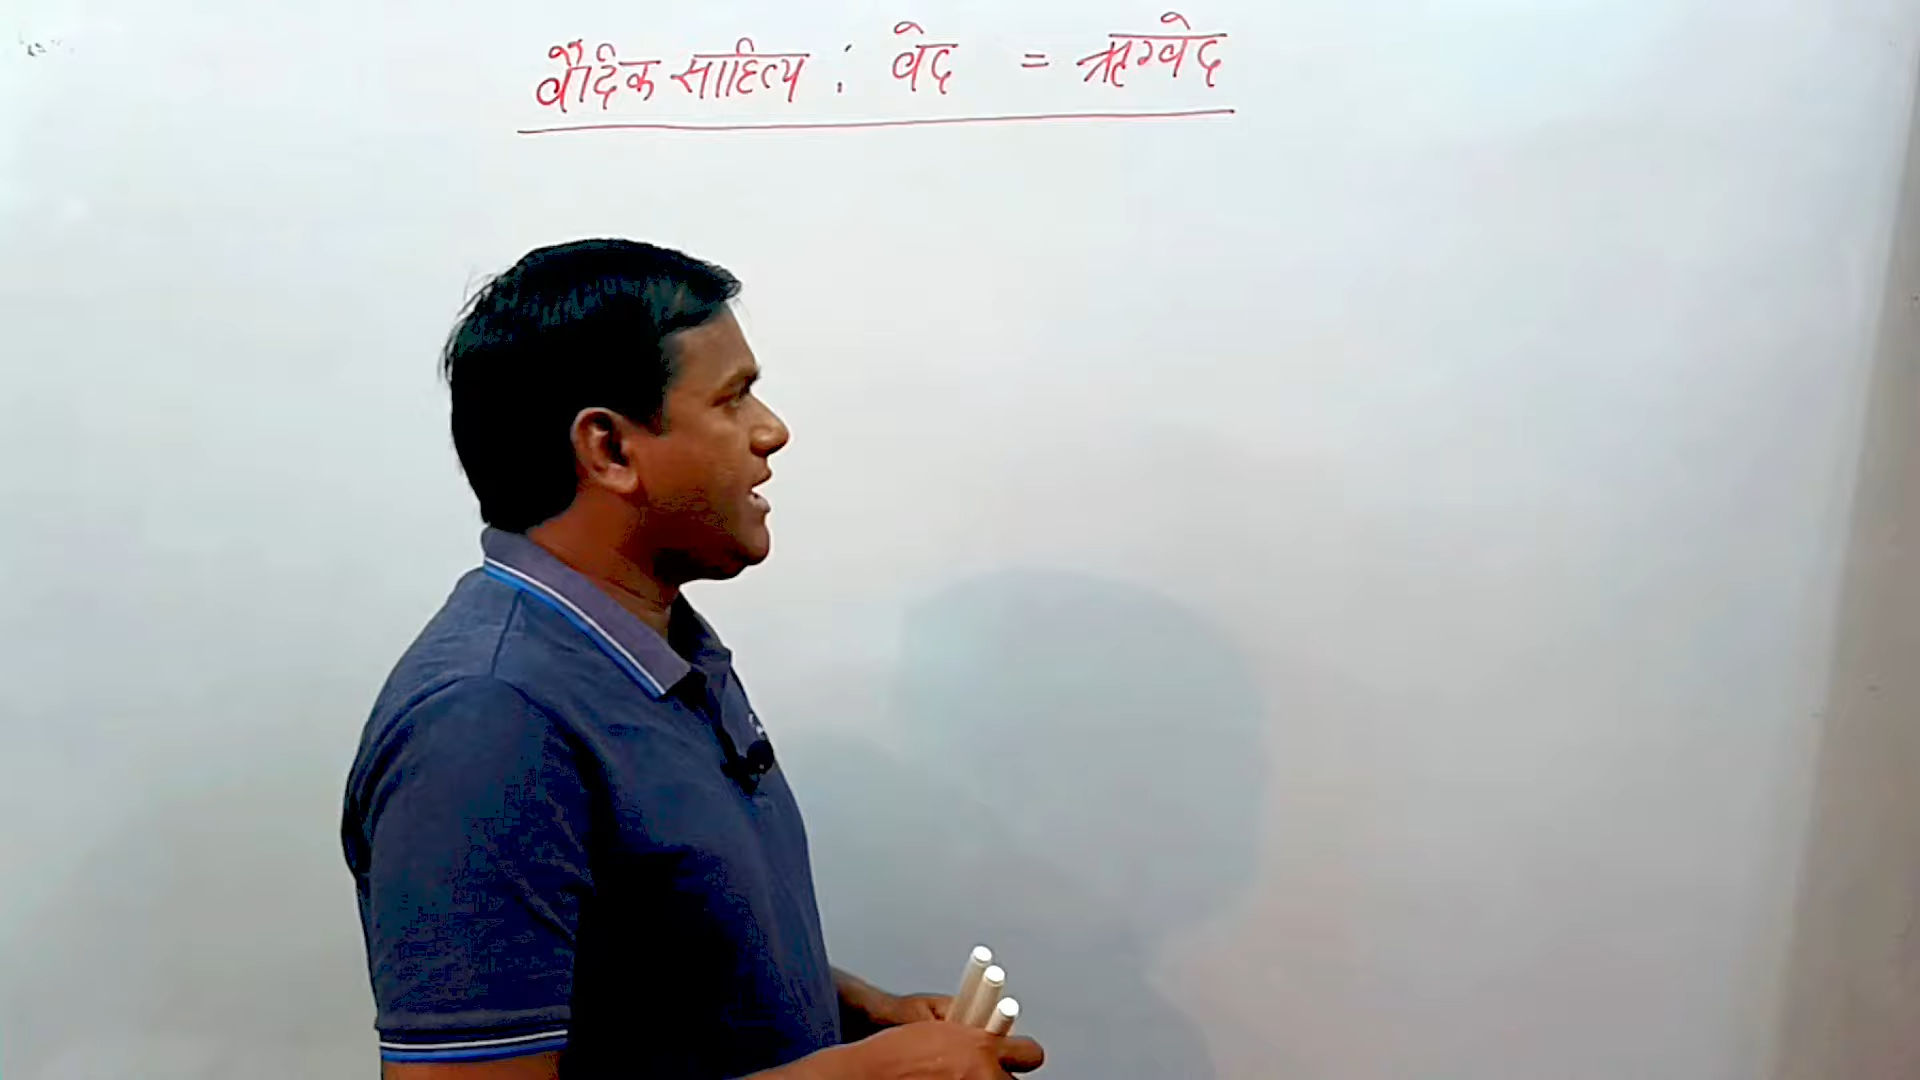 वैदिक साहित्य : वेद = ऋग्वेद